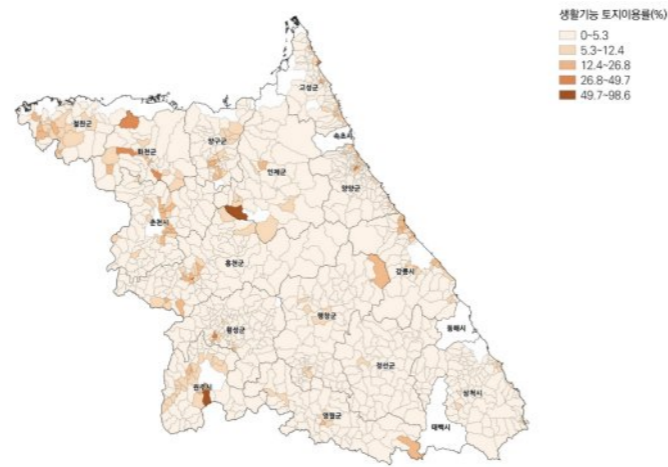 생활기능 토지이용률(%)
0~5.3
5.3~12.4
12.4~26.8
26.8~49.7
49.7~98.6
고성군
철원군
화천군
양구군
속초시
인제군
양양군
춘천시
홍천군
강릉시
횡성군
평창군
동해시
정선군
원주시
삼척시
영월군
태백시